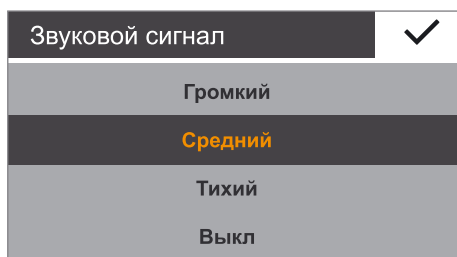 Звуковой сигнал
Громкий
Средний
Тихий
Выкл